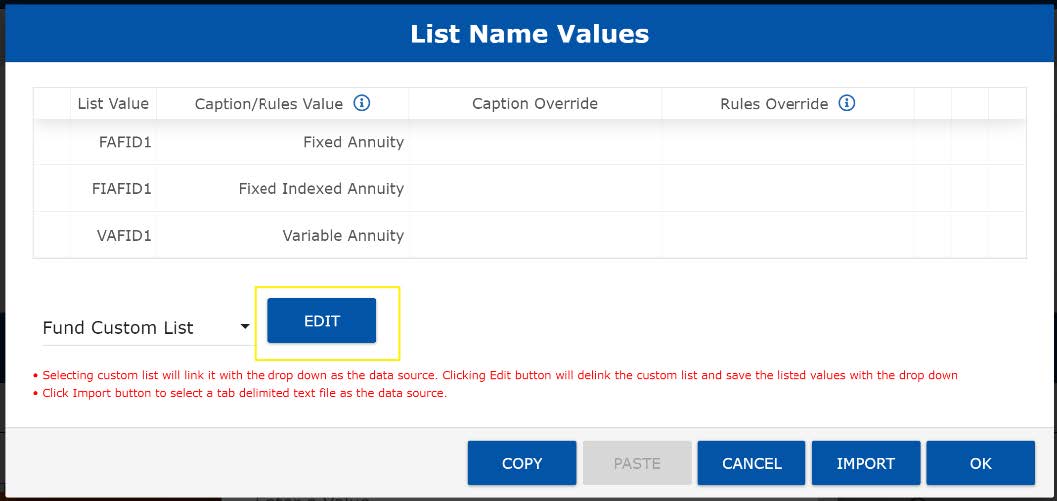 List Name Values
List Value Caption/Rules Value Caption Override Rules Override
FAFID1 Fixed Annuity
FIAFID1 Fixed Indexed Annuity
VAFID1 Variable Annuity
Fund Custom List EDIT
• Selecting custom list will link it with the drop down as the data source. Clicking Edit button will delink the custom list and save the listed values with the drop down
• Click Import button to select a tab delimited text file as the data source.
COPY PASTE CANCEL IMPORT OK